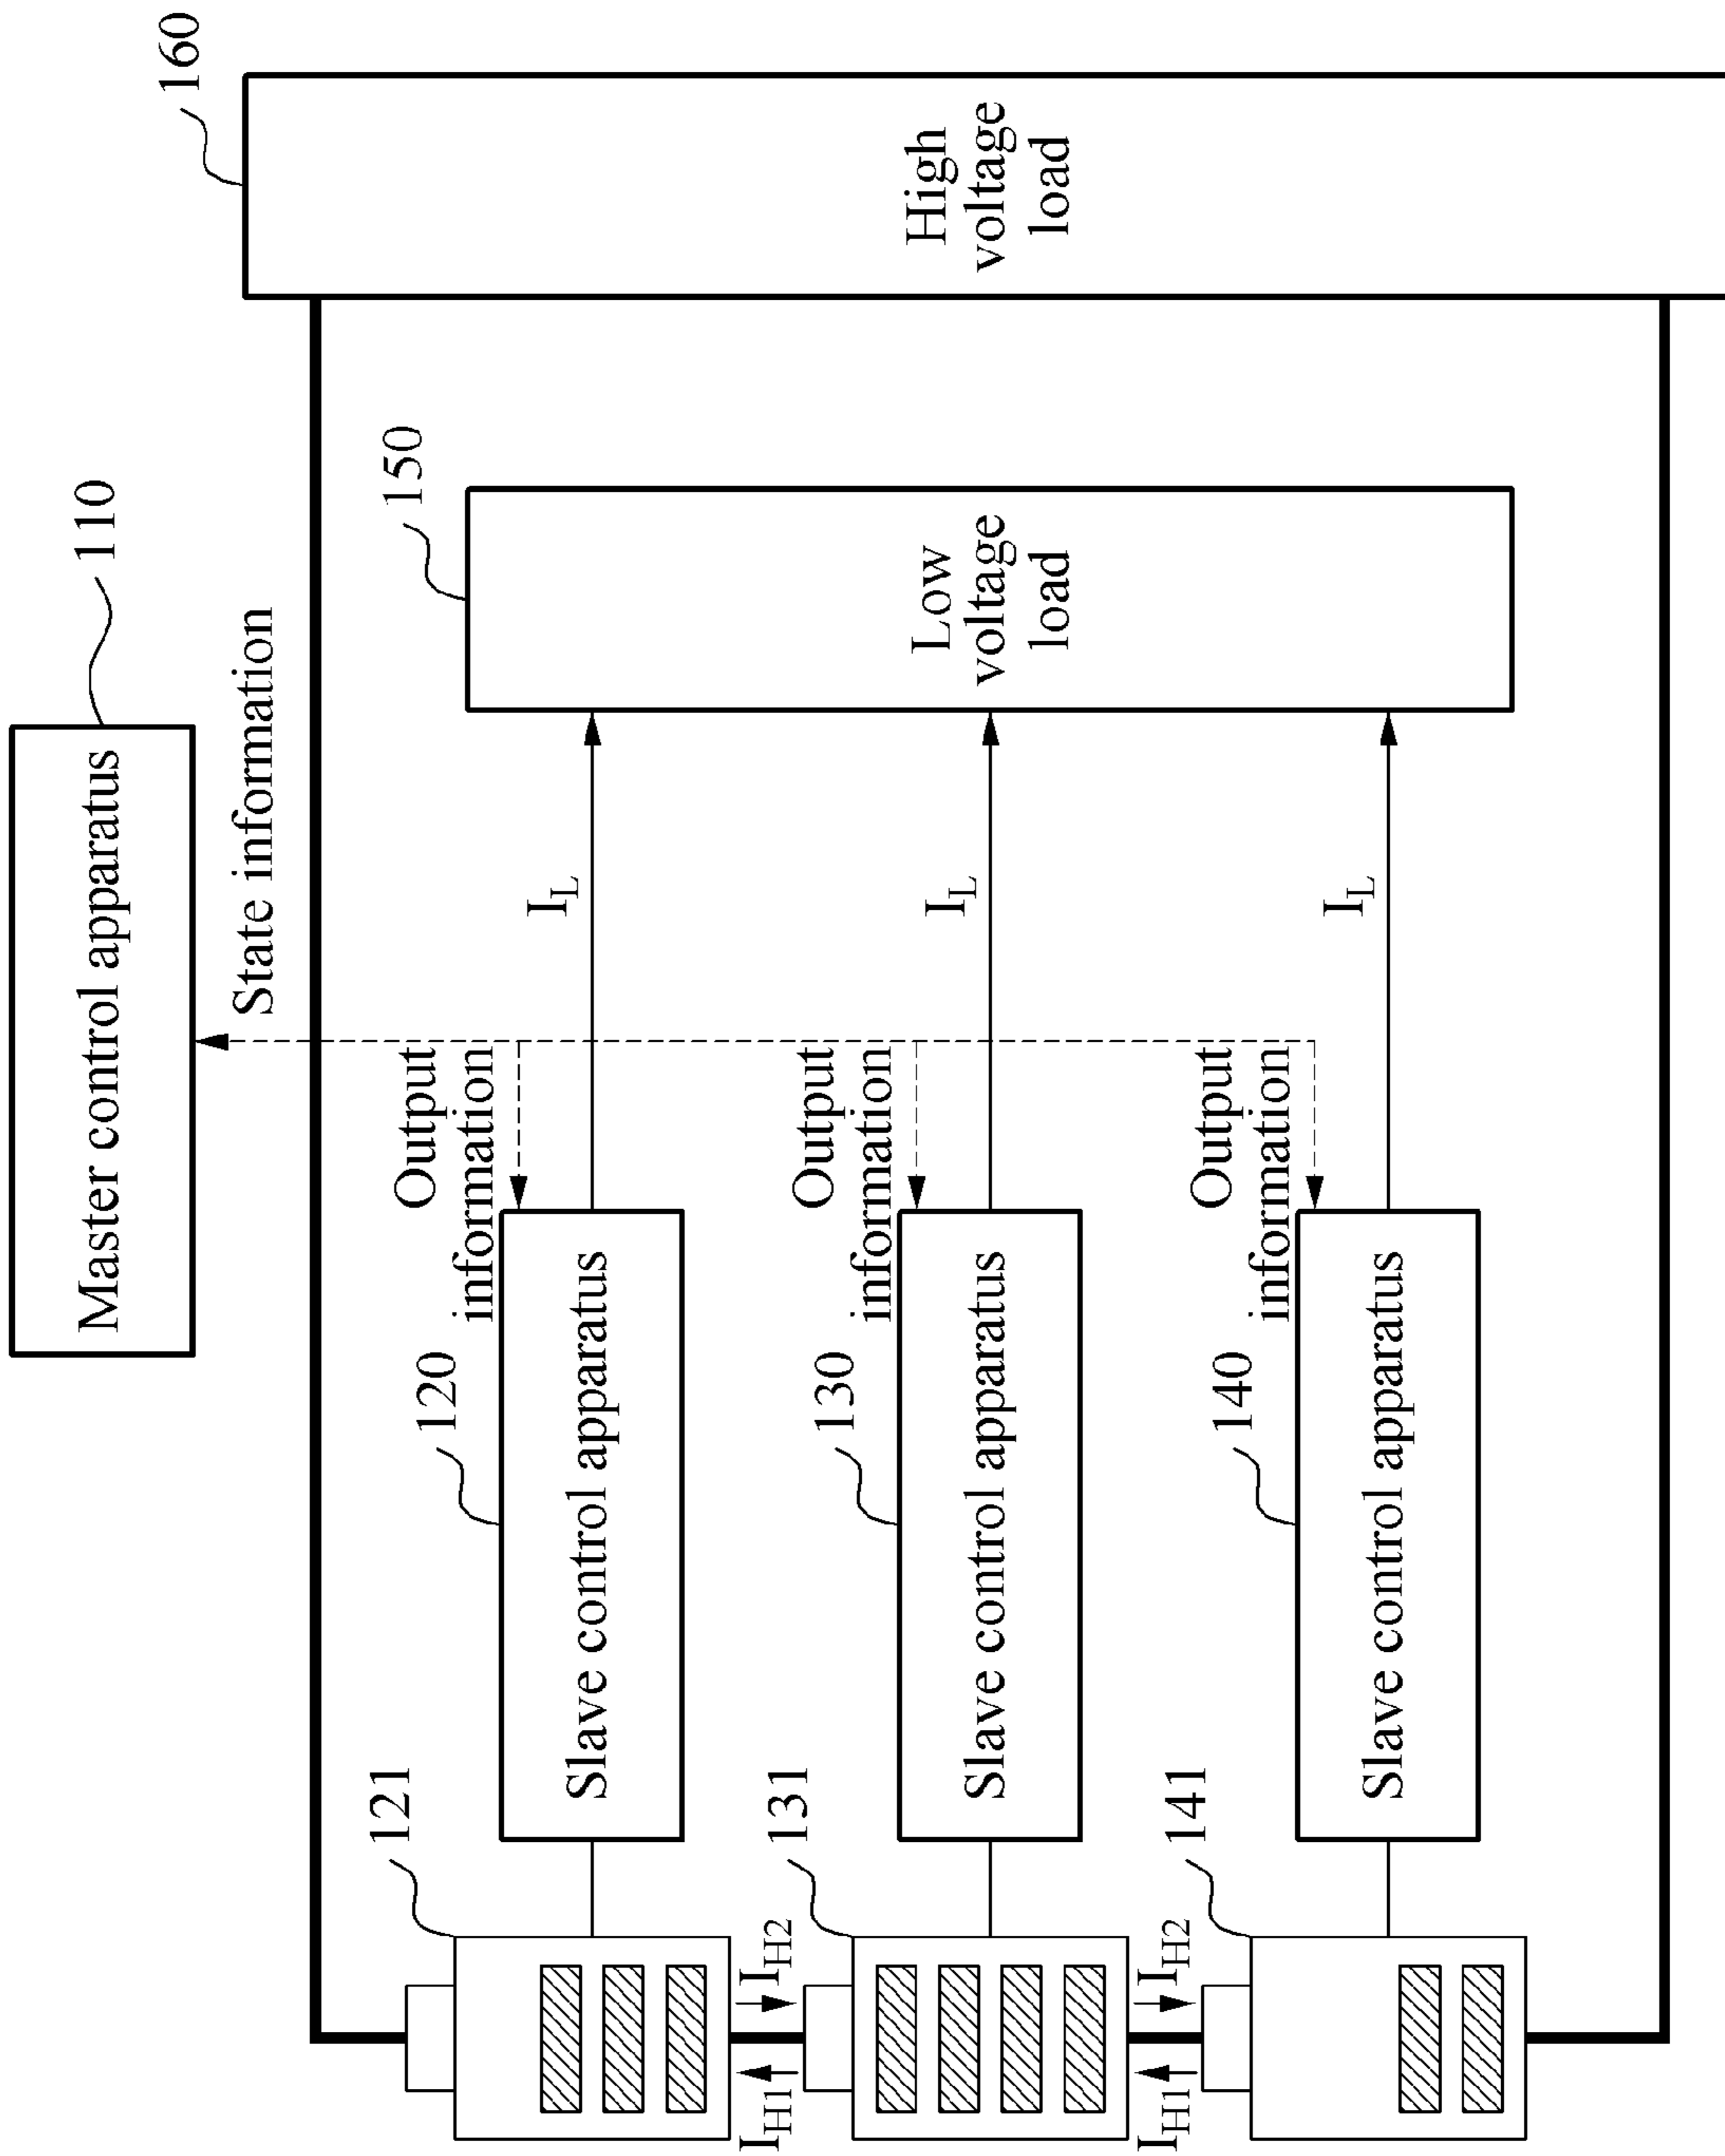 Master control apparatus
110
State information
160
High
voltage
load
150
Low
voltage
load
120
Output
information
Slave control apparatus
I_L
121
I_H1
I_H2
130
Output
information
Slave control apparatus
I_L
131
I_H1
I_H2
140
Output
information
Slave control apparatus
I_L
141